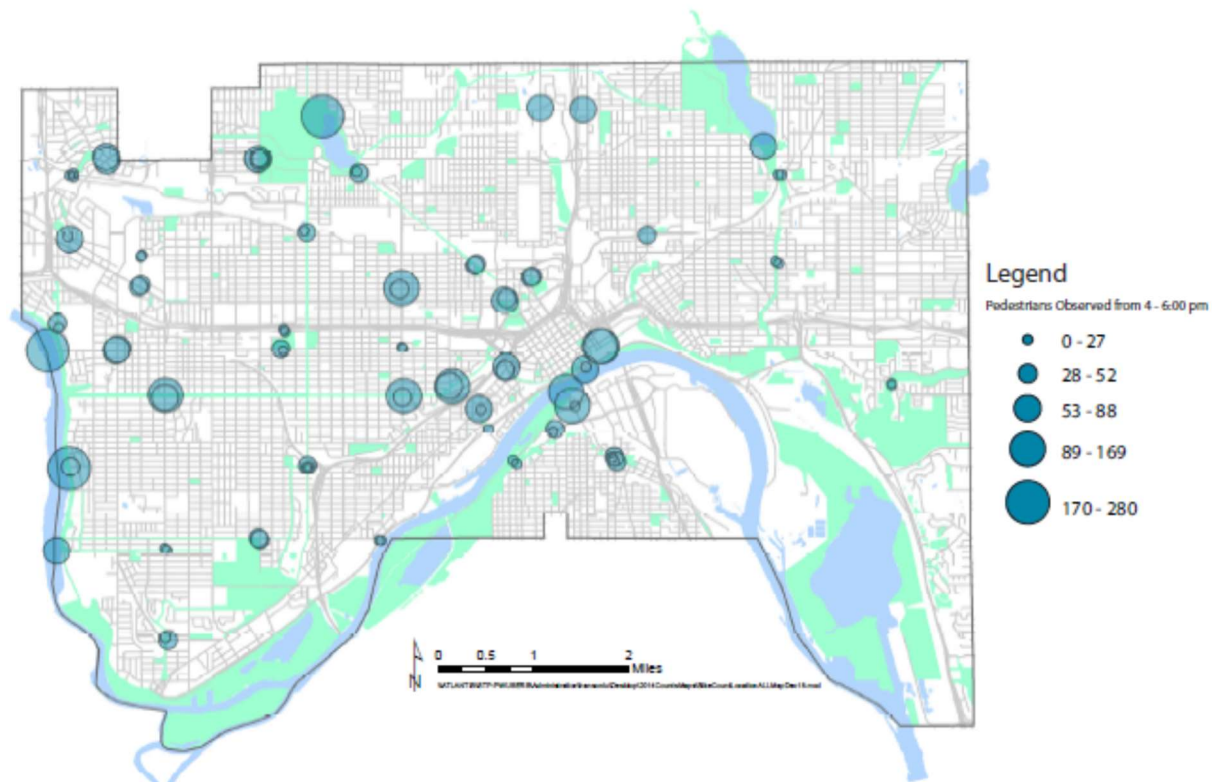 Legend
Pedestrians Observed from 4 - 6:00 pm
0 - 27
28 - 52
53 - 88
89 - 169
170 - 280
0 0.5 1 2
Miles
N